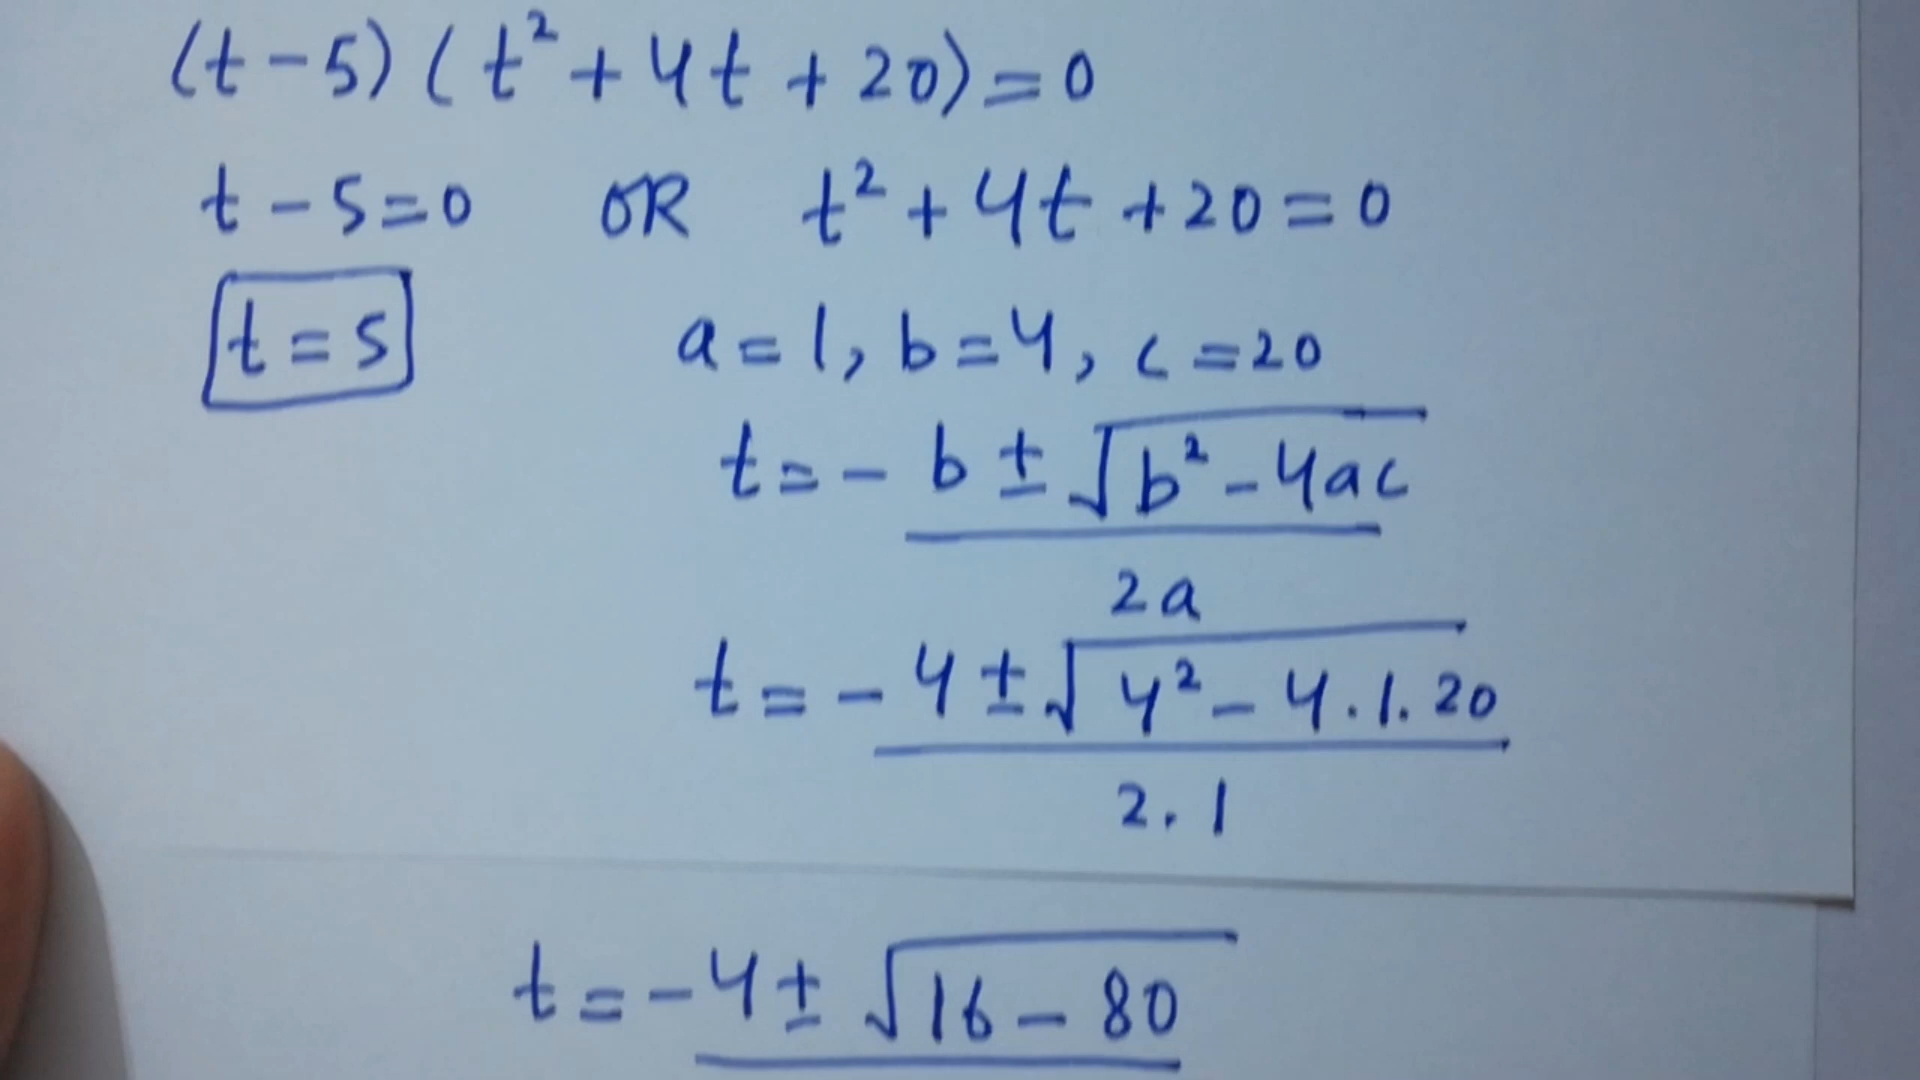 (t-5)(t²+4t+20)=0
t-5=0 OR t²+4t+20=0
t=5 a=1, b=4, c=20
t=-b±√b²-4ac
2a
t=-4±√4²-4.1.20
2.1
t=-4±√16-80